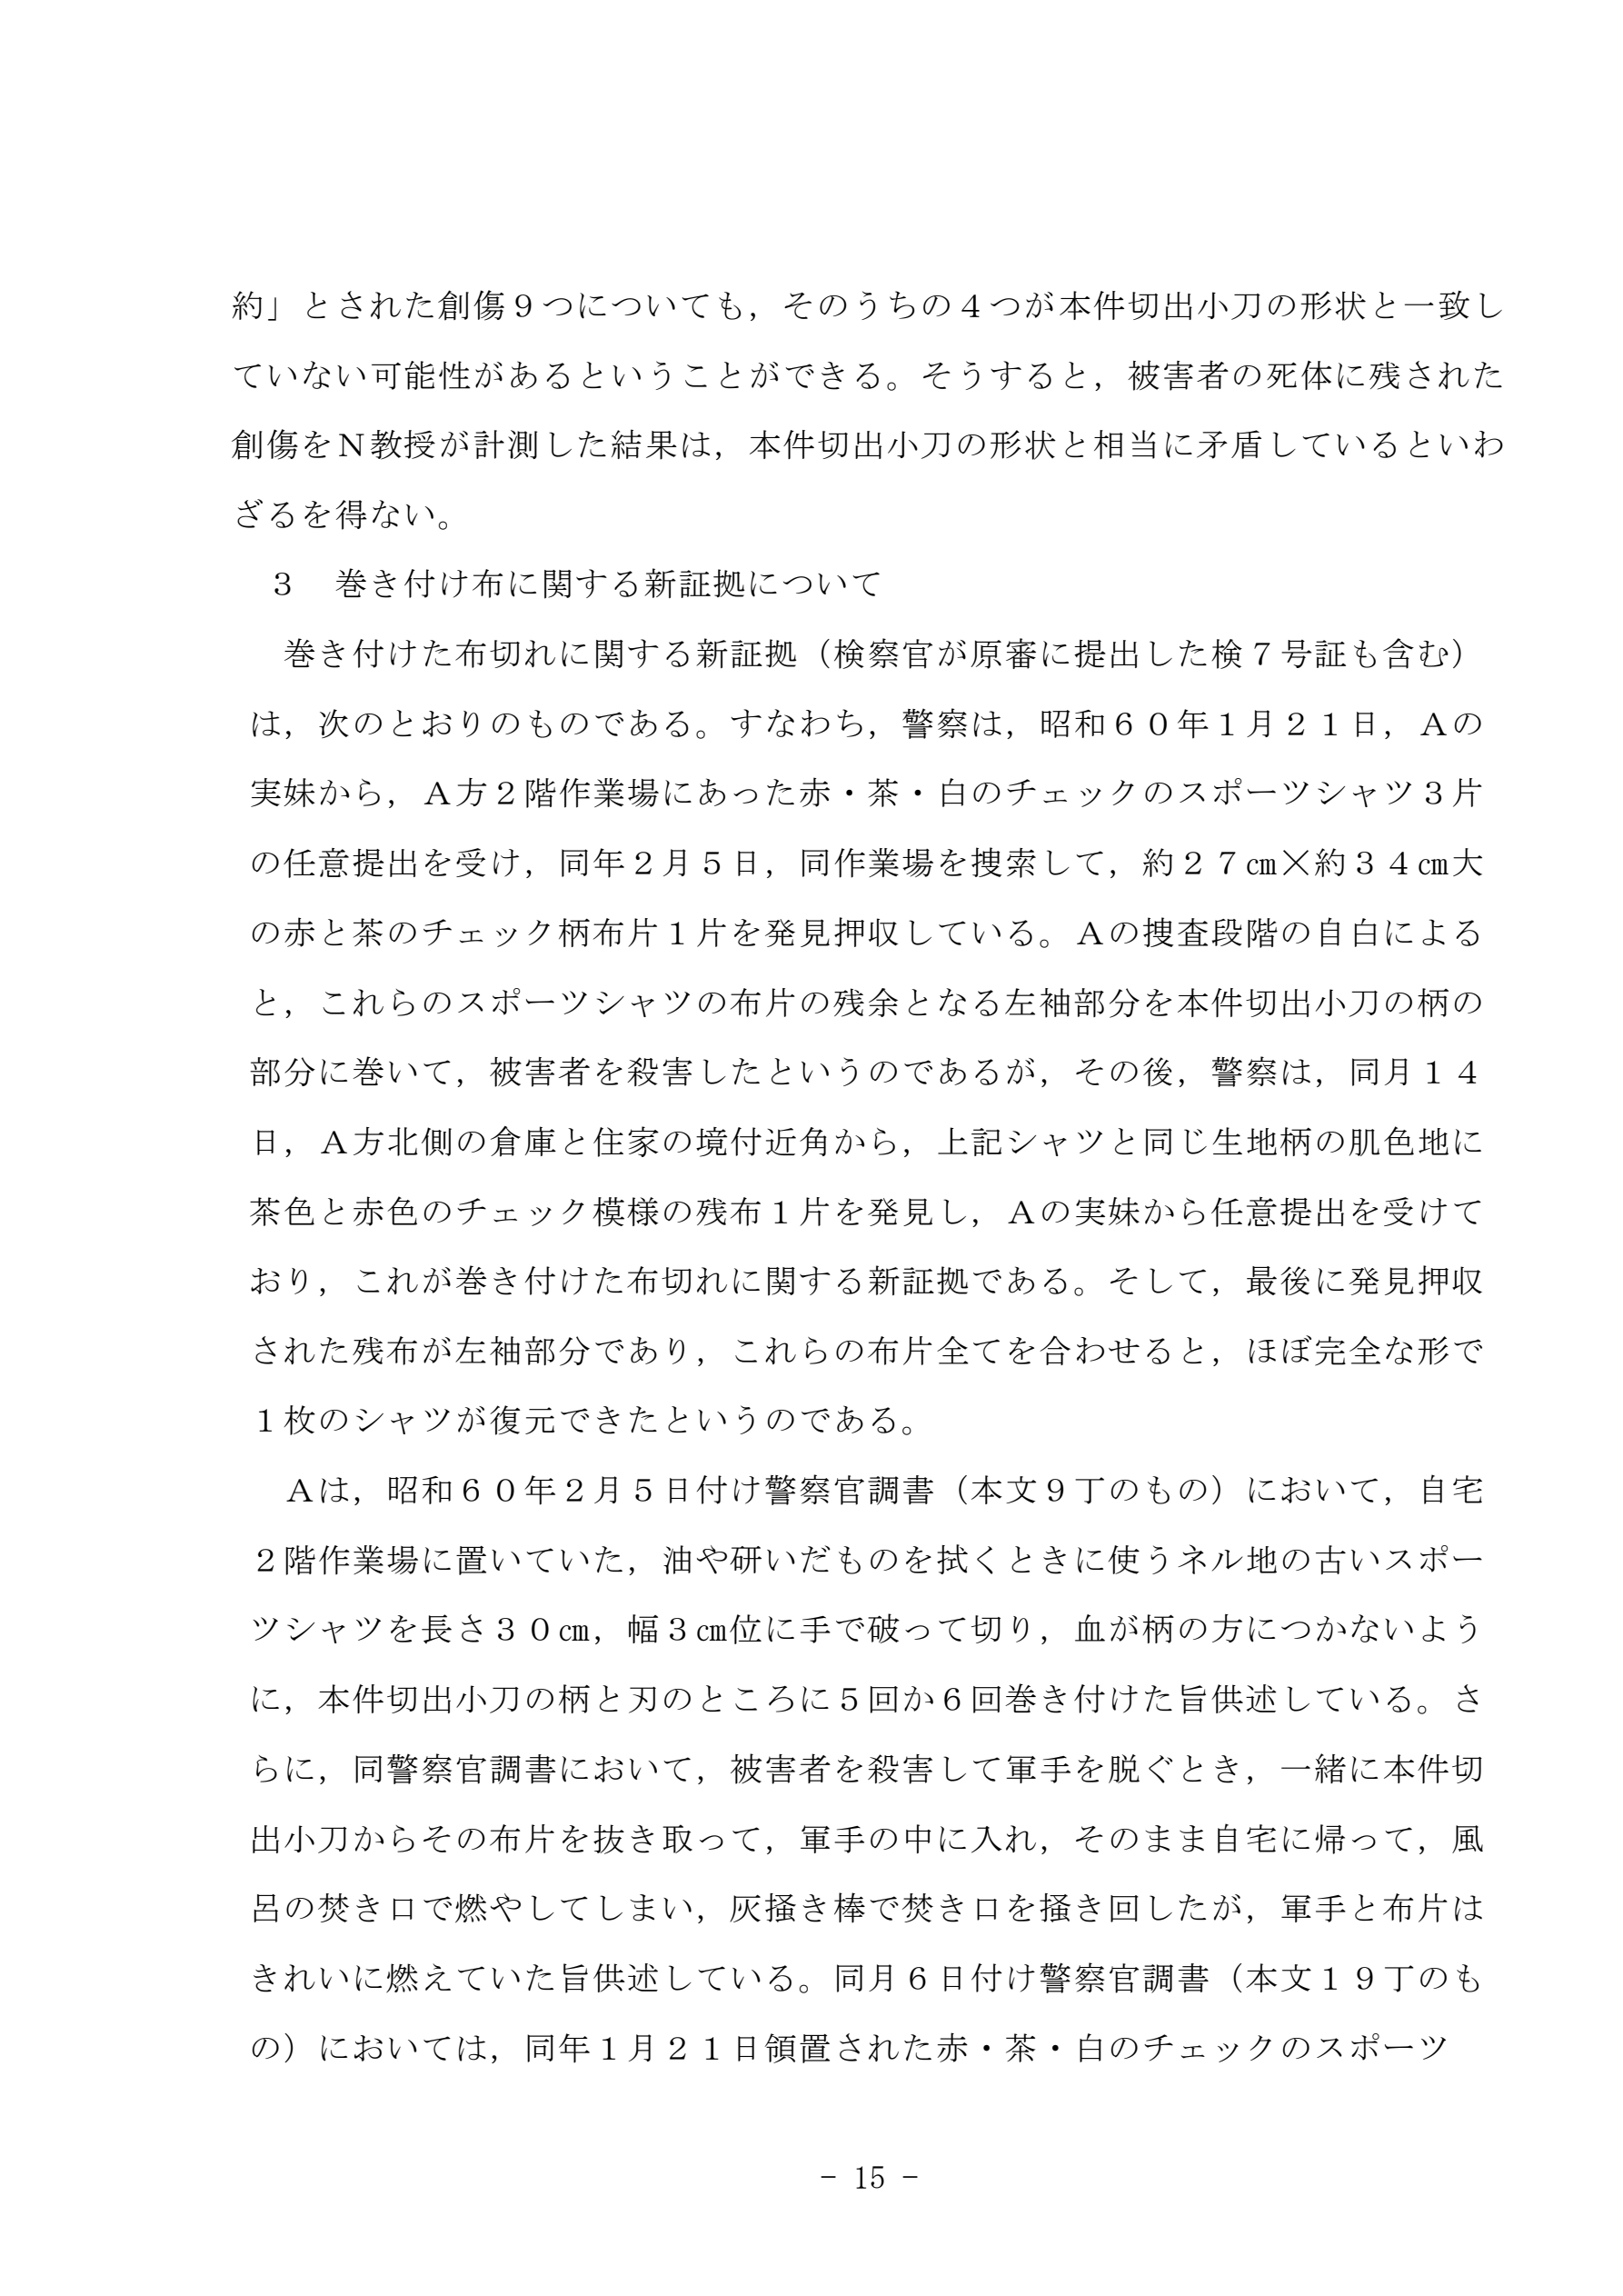 約」とされた創傷９つについても，そのうちの４つが本件切出小刀の形状と一致し
ていない可能性があるということができる。そうすると，被害者の死体に残された
創傷をＮ教授が計測した結果は，本件切出小刀の形状と相当に矛盾しているといわ
ざるを得ない。
３　巻き付け布に関する新証拠について
巻き付けた布切れに関する新証拠（検察官が原審に提出した検７号証も含む）
は，次のとおりのものである。すなわち，警察は，昭和６０年１月２１日，Ａの
実妹から，Ａ方２階作業場にあった赤・茶・白のチェックのスポーツシャツ３片
の任意提出を受け，同年２月５日，同作業場を捜索して，約２７㎝×約３４㎝大
の赤と茶のチェック柄布片１片を発見押収している。Ａの捜査段階の自白による
と，これらのスポーツシャツの布片の残余となる左袖部分を本件切出小刀の柄の
部分に巻いて，被害者を殺害したというのであるが，その後，警察は，同月１４
日，Ａ方北側の倉庫と住家の境付近角から，上記シャツと同じ生地柄の肌色地に
茶色と赤色のチェック模様の残布１片を発見し，Ａの実妹から任意提出を受けて
おり，これが巻き付けた布切れに関する新証拠である。そして，最後に発見押収
された残布が左袖部分であり，これらの布片全てを合わせると，ほぼ完全な形で
１枚のシャツが復元できたというのである。
Ａは，昭和６０年２月５日付け警察官調書（本文９丁のもの）において，自宅
２階作業場に置いていた，油や研いだものを拭くときに使うネル地の古いスポー
ツシャツを長さ３０㎝，幅３㎝位に手で破って切り，血が柄の方につかないよう
に，本件切出小刀の柄と刃のところに５回か６回巻き付けた旨供述している。さ
らに，同警察官調書において，被害者を殺害して軍手を脱ぐとき，一緒に本件切
出小刀からその布片を抜き取って，軍手の中に入れ，そのまま自宅に帰って，風
呂の焚き口で燃やしてしまい，灰掻き棒で焚き口を掻き回したが，軍手と布片は
きれいに燃えていた旨供述している。同月６日付け警察官調書（本文１９丁のも
の）においては，同年１月２１日領置された赤・茶・白のチェックのスポーツ
- 15 -